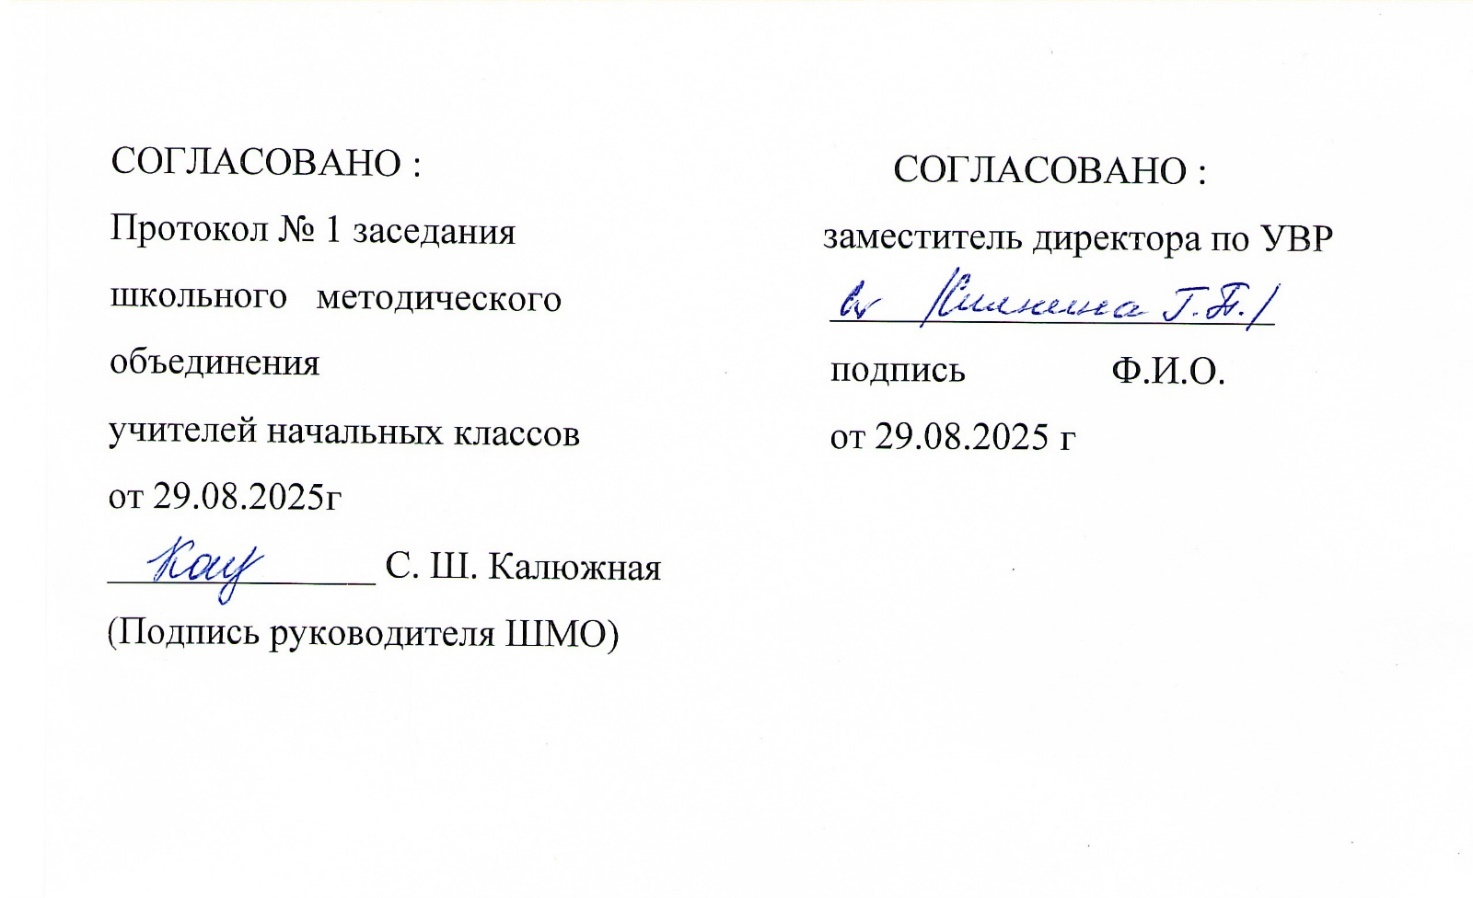 СОГЛАСОВАНО :
Протокол № 1 заседания
школьного методического
объединения
учителей начальных классов
от 29.08.2025г
С. Ш. Калюжная
(Подпись руководителя ШМО)
СОГЛАСОВАНО :
заместитель директора по УВР
Г.П./
подпись Ф.И.О.
от 29.08.2025 г